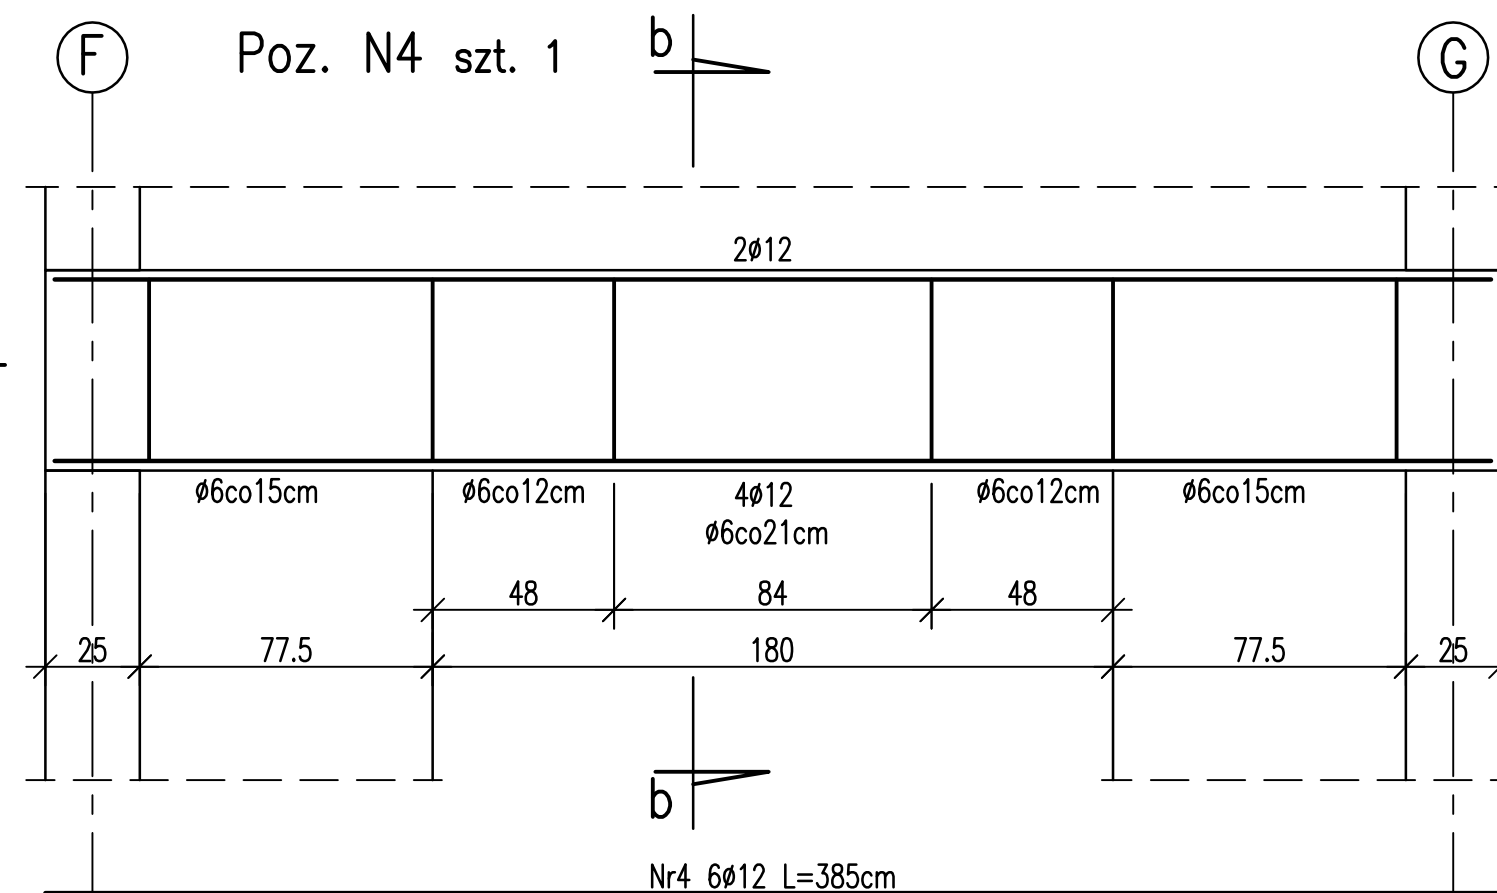 F
Poz. N4 szt. 1
b
G
2ø12
ø6co15cm
ø6co12cm
4ø12
ø6co12cm
ø6co15cm
ø6co21cm
48
84
48
25
77.5
180
77.5
25
b
Nr4 6ø12 L=385cm